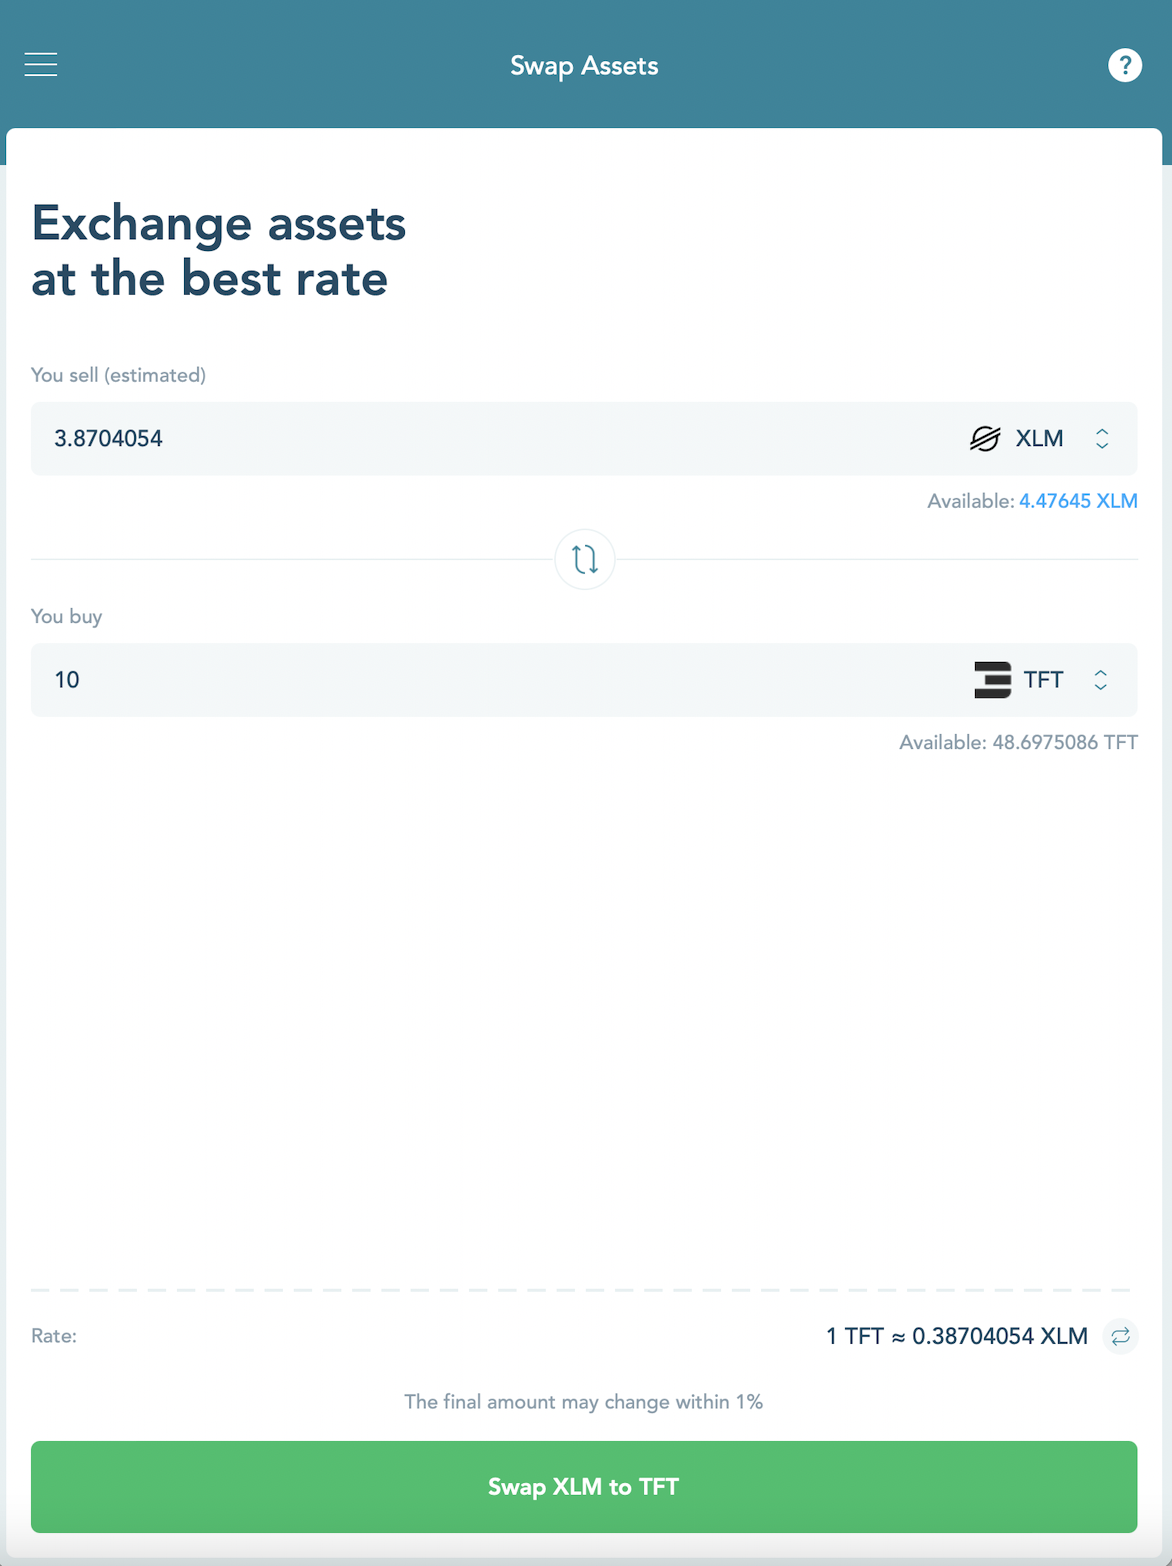 Swap Assets
?
Exchange assets
at the best rate
You sell (estimated)
3.8704054
XLM
Available: 4.47645 XLM
You buy
10
TFT
Available: 48.6975086 TFT
Rate:
1 TFT ≈ 0.38704054 XLM
The final amount may change within 1%
Swap XLM to TFT